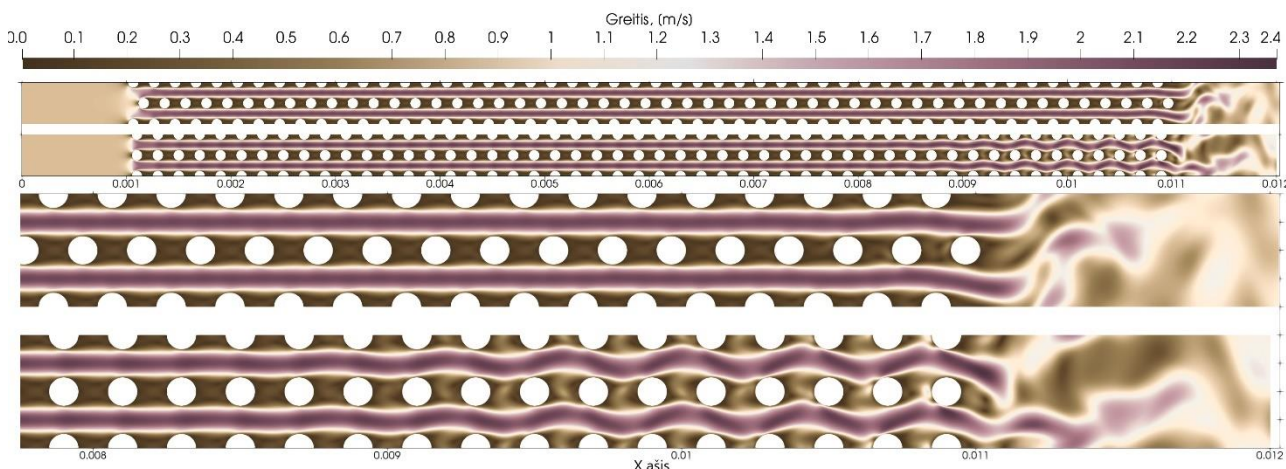 Greitis, [m/s]
0.0 0.1 0.2 0.3 0.4 0.5 0.6 0.7 0.8 0.9 1 1.1 1.2 1.3 1.4 1.5 1.6 1.7 1.8 1.9 2 2.1 2.2 2.3 2.4
0 0.001 0.002 0.003 0.004 0.005 0.006 0.007 0.008 0.009 0.01 0.011 0.012
0.008 0.009 0.01 0.011 0.012
X ašis